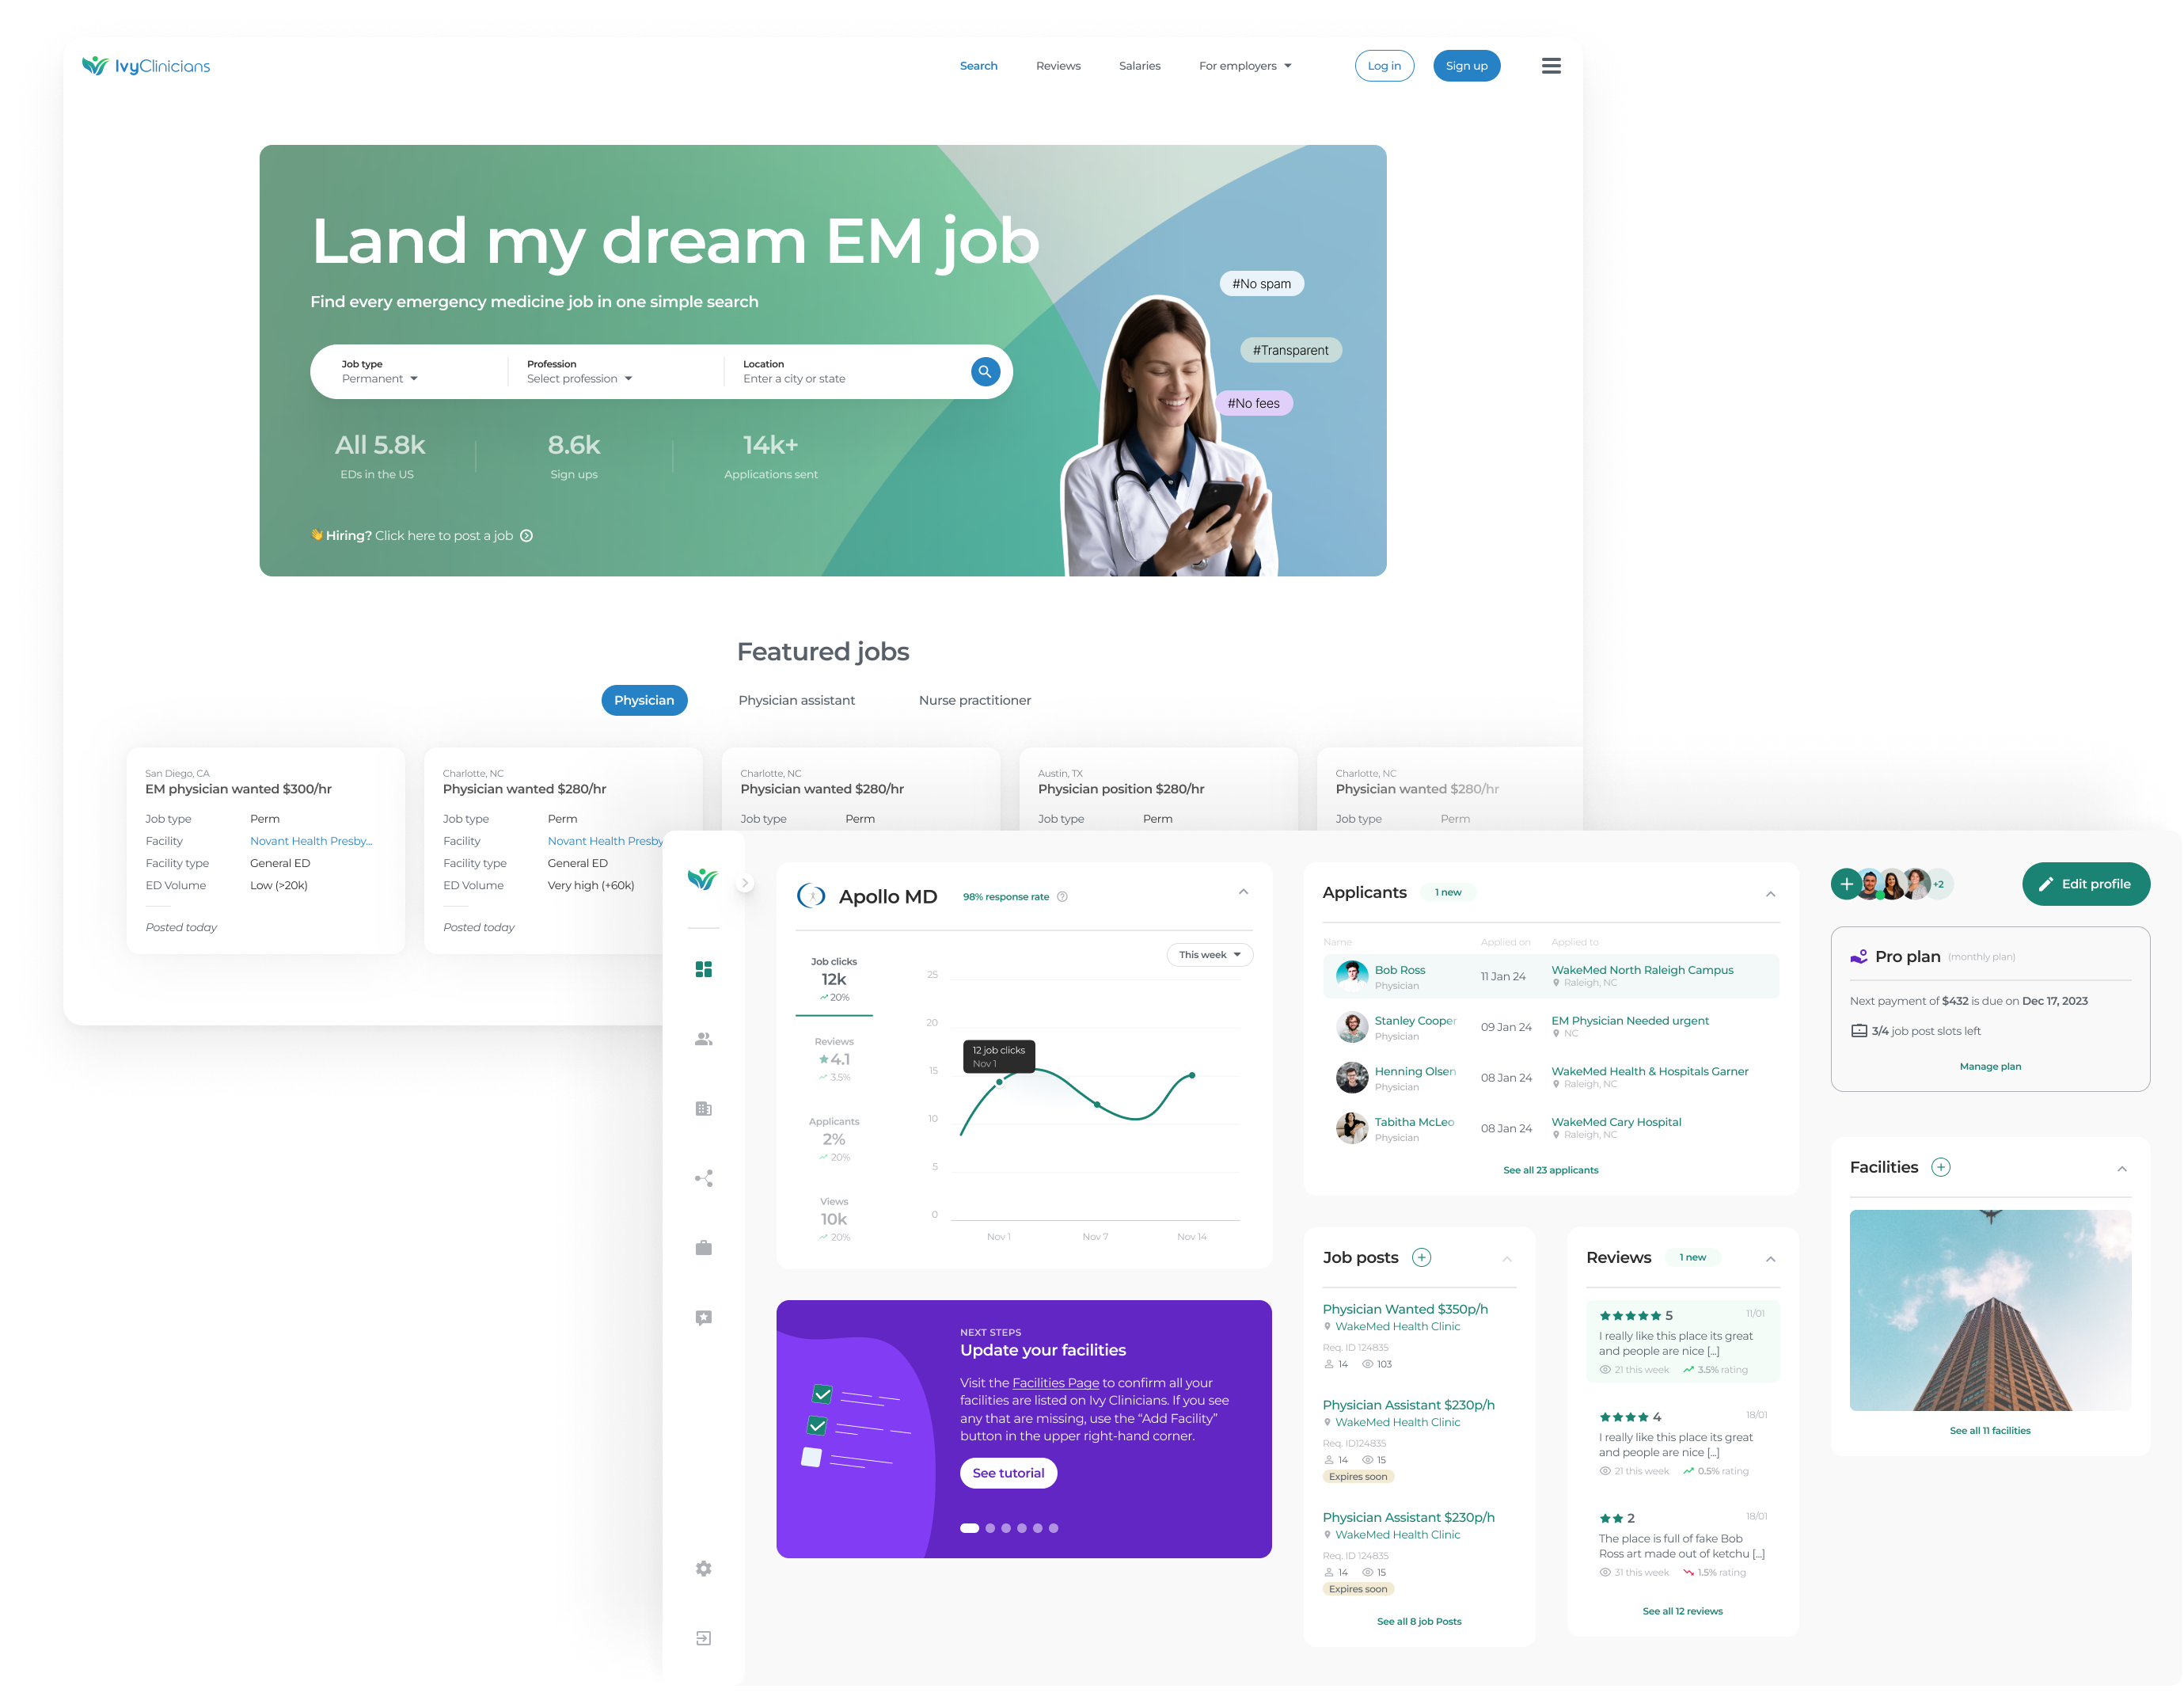 IvyClinicians
Search
Reviews
Salaries
For employers
Log in
Sign up
Land my dream EM job
Find every emergency medicine job in one simple search
Job type
Permanent
Profession
Select profession
Location
Enter a city or state
#No spam
#Transparent
#No fees
All 5.8k
EDs in the US
8.6k
Sign ups
14k+
Applications sent
👋 Hiring? Click here to post a job
Featured jobs
Physician
Physician assistant
Nurse practitioner
San Diego, CA
EM physician wanted $300/hr
Job type Perm
Facility Novant Health Presby...
Facility type General ED
ED Volume Low (>20k)
Posted today
Charlotte, NC
Physician wanted $280/hr
Job type Perm
Facility Novant Health Presby
Facility type General ED
ED Volume Very high (+60k)
Posted today
Charlotte, NC
Physician wanted $280/hr
Job type Perm
Austin, TX
Physician position $280/hr
Job type Perm
Charlotte, NC
Physician wanted $280/hr
Job type Perm
Apollo MD
98% response rate
This week
Job clicks
12k
20%
Reviews
4.1
3.5%
Applicants
2%
20%
Views
10k
20%
25
20
15
10
5
0
12 job clicks
Nov 1
Nov 1
Nov 7
Nov 14
NEXT STEPS
Update your facilities
Visit the Facilities Page to confirm all your
facilities are listed on Ivy Clinicians. If you see
any that are missing, use the “Add Facility”
button in the upper right-hand corner.
See tutorial
Applicants
1 new
Name Applied on Applied to
Bob Ross
Physician
11 Jan 24
WakeMed North Raleigh Campus
Raleigh, NC
Stanley Cooper
Physician
09 Jan 24
EM Physician Needed urgent
NC
Henning Olsen
Physician
08 Jan 24
WakeMed Health & Hospitals Garner
Raleigh, NC
Tabitha McLeo
Physician
08 Jan 24
WakeMed Cary Hospital
Raleigh, NC
See all 23 applicants
Job posts
Physician Wanted $350p/h
WakeMed Health Clinic
Req. ID 124835
14 103
Physician Assistant $230p/h
WakeMed Health Clinic
Req. ID124835
14 15
Expires soon
Physician Assistant $230p/h
WakeMed Health Clinic
Req. ID 124835
14 15
Expires soon
See all 8 job Posts
Reviews
1 new
5
11/01
I really like this place its great
and people are nice [...]
21 this week 3.5% rating
4
18/01
I really like this place its great
and people are nice [...]
21 this week 0.5% rating
2
18/01
The place is full of fake Bob
Ross art made out of ketchu [...]
31 this week 1.5% rating
See all 12 reviews
+2
Edit profile
Pro plan (monthly plan)
Next payment of $432 is due on Dec 17, 2023
3/4 job post slots left
Manage plan
Facilities
See all 11 facilities